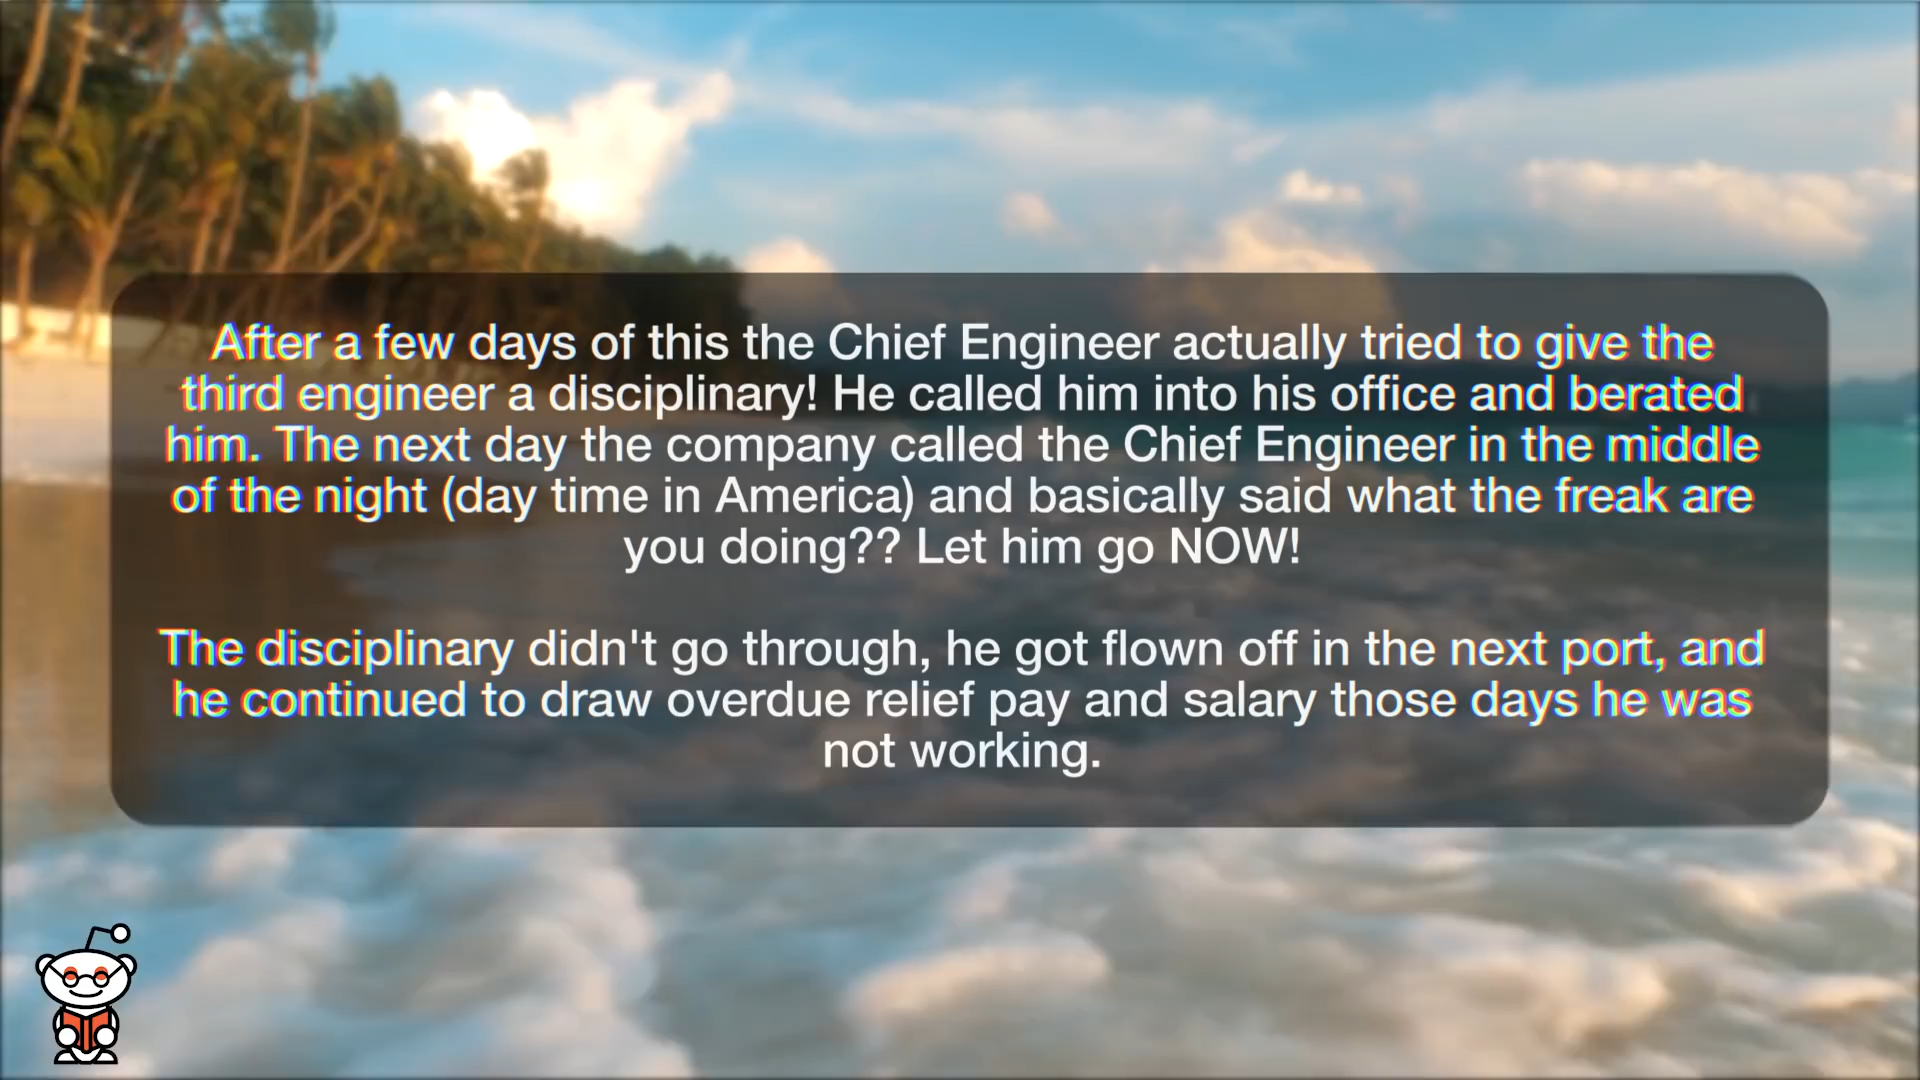 After a few days of this the Chief Engineer actually tried to give the
third engineer a disciplinary! He called him into his office and berated
him. The next day the company called the Chief Engineer in the middle
of the night (day time in America) and basically said what the freak are
you doing?? Let him go NOW!
The disciplinary didn't go through, he got flown off in the next port, and
he continued to draw overdue relief pay and salary those days he was
not working.